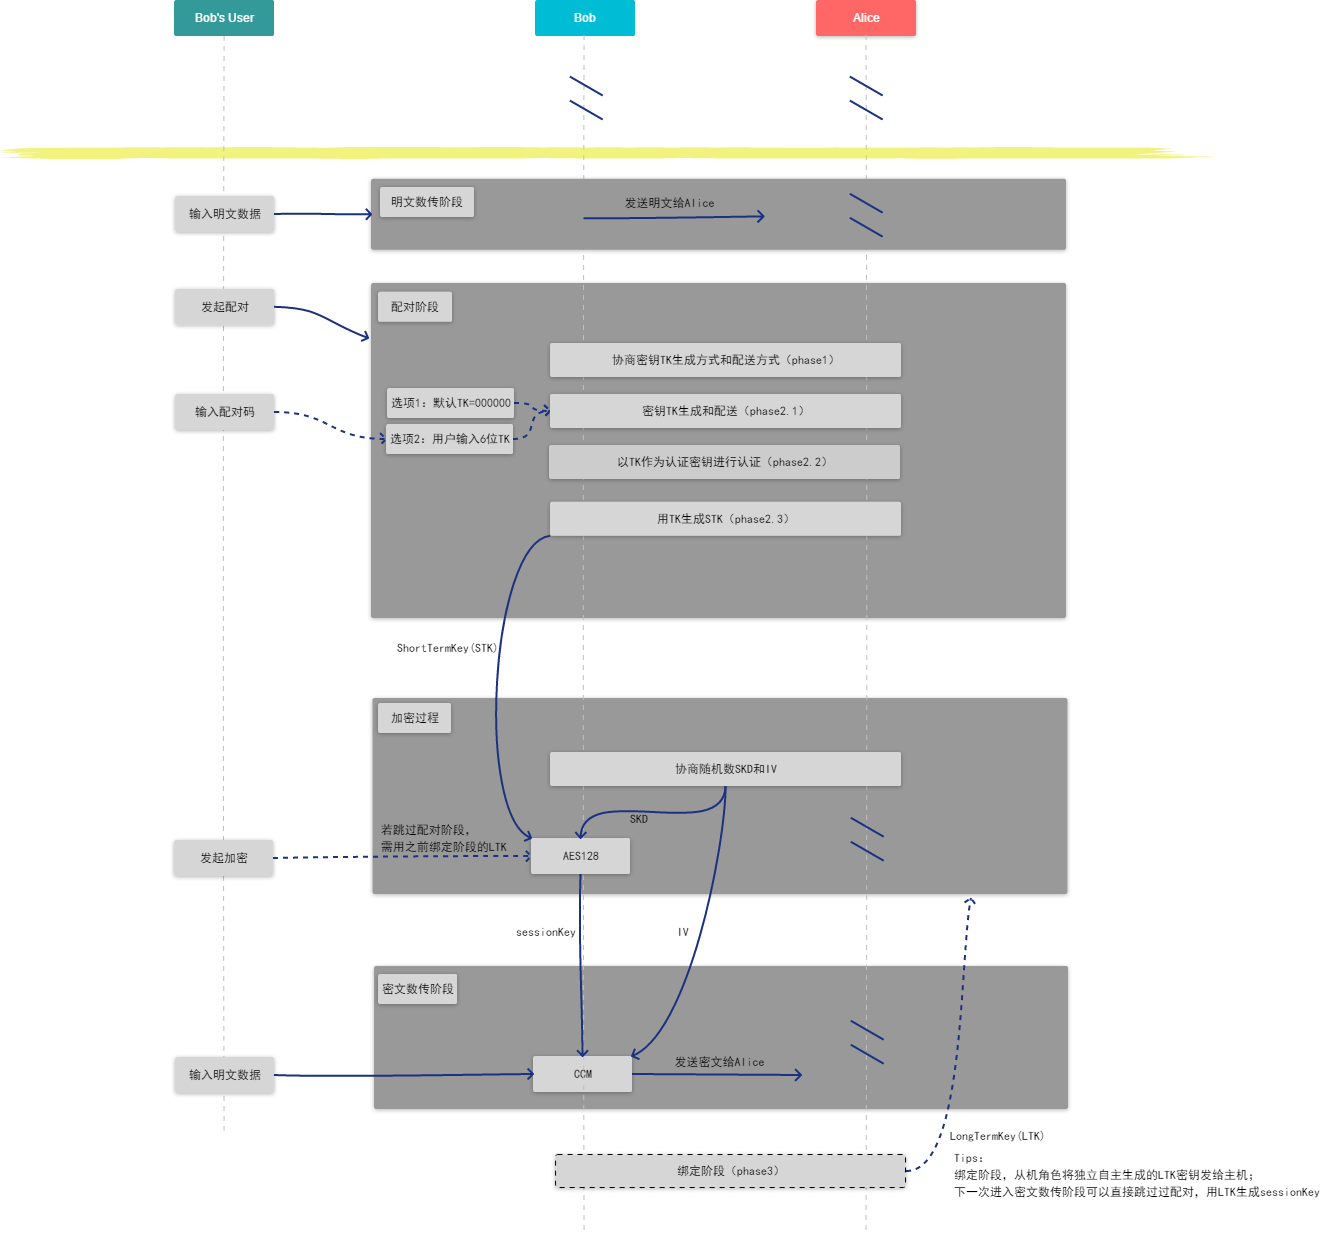 Bob's User
Bob
Alice
输入明文数据
明文数传阶段
发送明文给Alice
发起配对
配对阶段
协商密钥TK生成方式和配送方式（phase1）
输入配对码
选项1：默认TK=000000
密钥TK生成和配送（phase2.1）
选项2：用户输入6位TK
以TK作为认证密钥进行认证（phase2.2）
用TK生成STK（phase2.3）
ShortTermKey(STK)
加密过程
协商随机数SKD和IV
SKD
若跳过配对阶段，
需用之前绑定阶段的LTK
发起加密
AES128
sessionKey
IV
密文数传阶段
输入明文数据
CCM
发送密文给Alice
LongTermKey(LTK)
绑定阶段（phase3）
Tips：
绑定阶段，从机角色将独立自主生成的LTK密钥发给主机；
下一次进入密文数传阶段可以直接跳过过配对，用LTK生成sessionKey